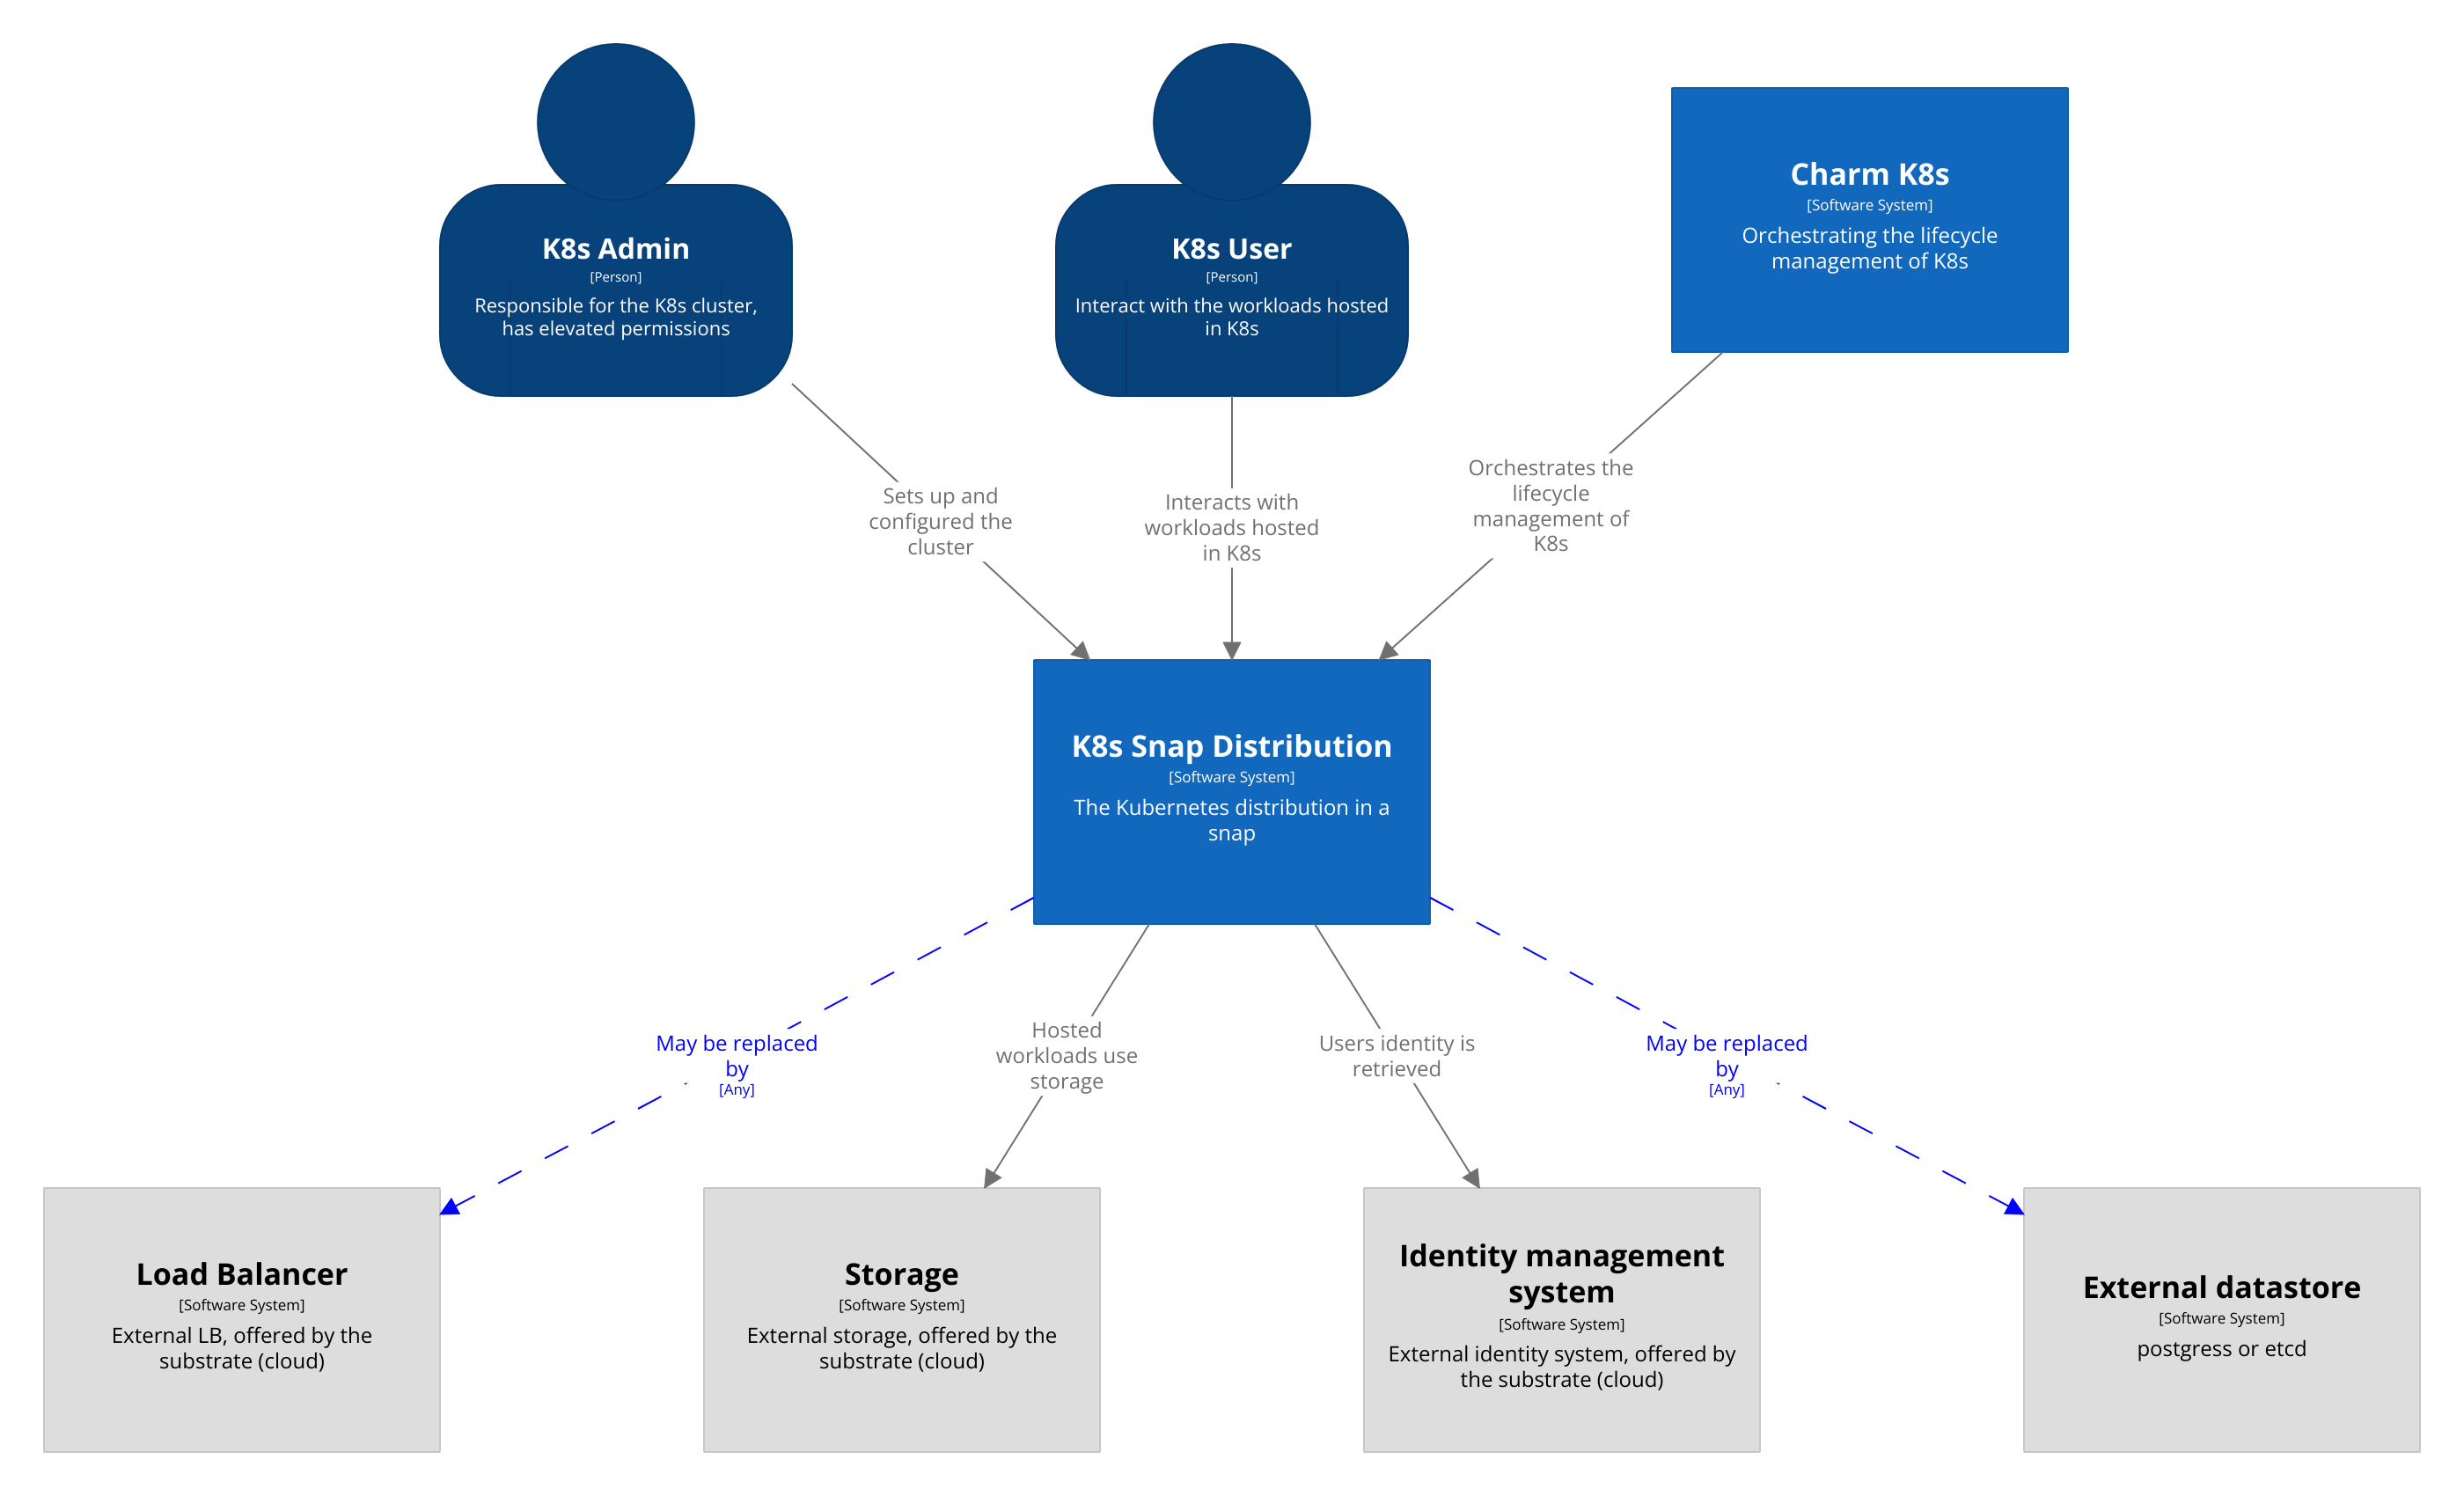 K8s Admin
[Person]
Responsible for the K8s cluster,
has elevated permissions
K8s User
[Person]
Interact with the workloads hosted
in K8s
Charm K8s
[Software System]
Orchestrating the lifecycle
management of K8s
Sets up and
configured the
cluster
Interacts with
workloads hosted
in K8s
Orchestrates the
lifecycle
management of
K8s
K8s Snap Distribution
[Software System]
The Kubernetes distribution in a
snap
May be replaced
by
[Any]
Hosted
workloads use
storage
Users identity is
retrieved
May be replaced
by
[Any]
Load Balancer
[Software System]
External LB, offered by the
substrate (cloud)
Storage
[Software System]
External storage, offered by the
substrate (cloud)
Identity management
system
[Software System]
External identity system, offered by
the substrate (cloud)
External datastore
[Software System]
postgress or etcd